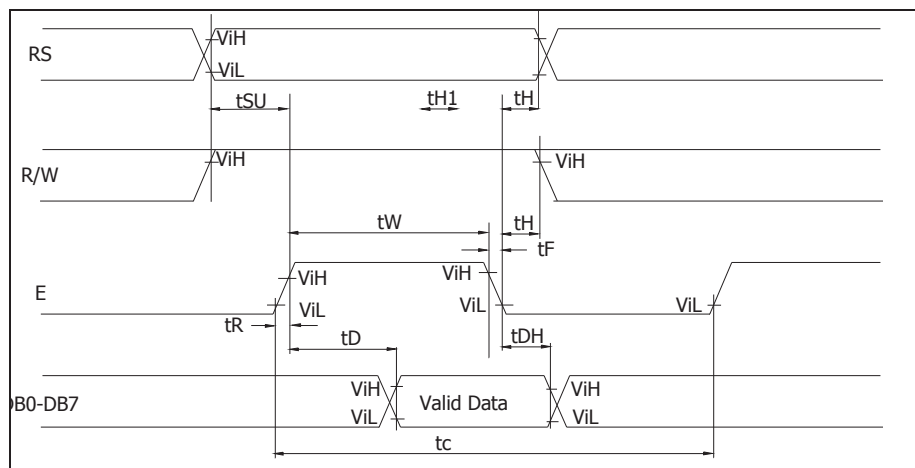 RS
ViH
ViL
tSU
tH1
tH
R/W
ViH
ViH
tW
tH
tF
E
ViH
ViH
ViL
ViL
ViL
tR
tD
tDH
DB0-DB7
ViH
ViL
Valid Data
ViH
ViL
tc